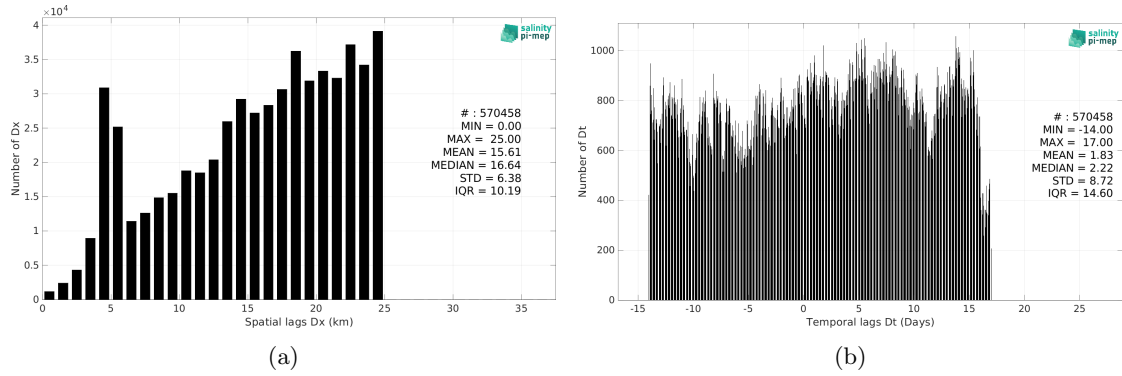 ×10⁴
4
3.5
3
2.5
2
1.5
1
0.5
0
0 5 10 15 20 25 30 35
Number of Dx
Spatial lags Dx (km)
salinity
pi-mep
# : 570458
MIN = 0.00
MAX = 25.00
MEAN = 15.61
MEDIAN = 16.64
STD = 6.38
IQR = 10.19
(a)
1000
800
600
400
200
0
-15 -10 -5 0 5 10 15 20 25
Number of Dt
Temporal lags Dt (Days)
salinity
pi-mep
# : 570458
MIN = -14.00
MAX = 17.00
MEAN = 1.83
MEDIAN = 2.22
STD = 8.72
IQR = 14.60
(b)